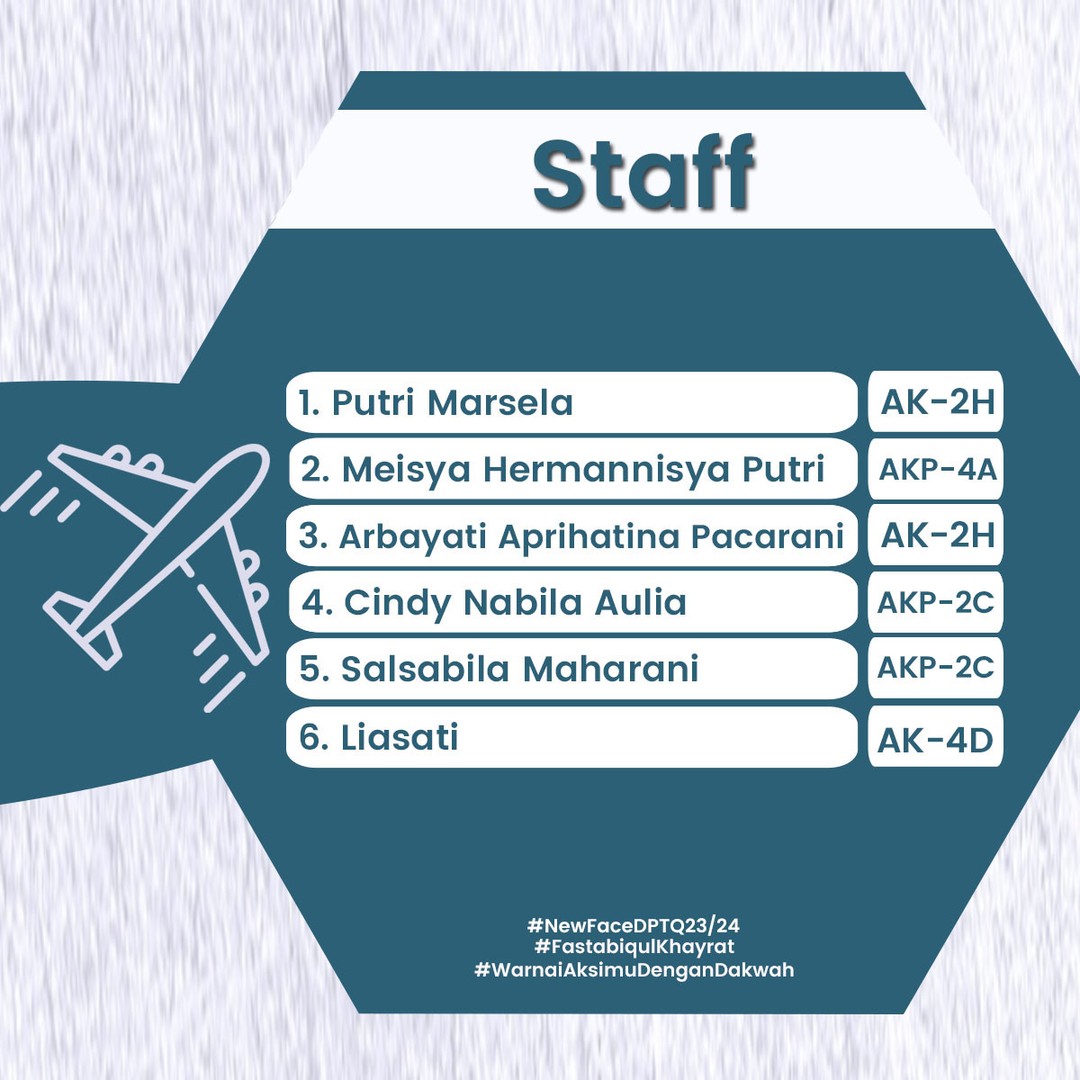 Staff
1. Putri Marsela AK-2H
2. Meisya Hermannisya Putri AKP-4A
3. Arbayati Aprihatina Pacarani AK-2H
4. Cindy Nabila Aulia AKP-2C
5. Salsabila Maharani AKP-2C
6. Liasati AK-4D
#NewFaceDPTQ23/24
#FastabiqulKhayrat
#WarnaiAksimuDenganDakwah